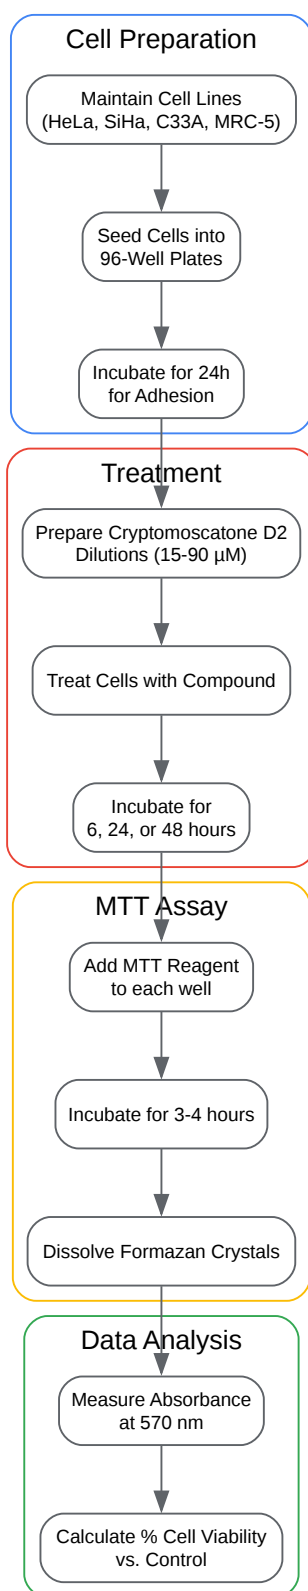 Cell Preparation
Maintain Cell Lines
(HeLa, SiHa, C33A, MRC-5)
Seed Cells into
96-Well Plates
Incubate for 24h
for Adhesion
Treatment
Prepare Cryptomoscatone D2
Dilutions (15-90 µM)
Treat Cells with Compound
Incubate for
6, 24, or 48 hours
MTT Assay
Add MTT Reagent
to each well
Incubate for 3-4 hours
Dissolve Formazan Crystals
Data Analysis
Measure Absorbance
at 570 nm
Calculate % Cell Viability
vs. Control